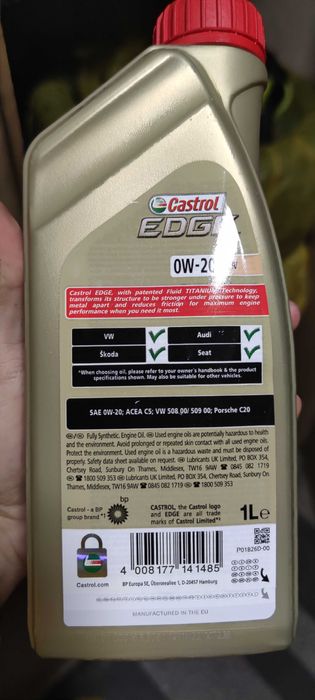 Castrol
EDGE
0W-20
Castrol EDGE, with patented Fluid TITANIUM Technology,
transforms its structure to be stronger under pressure to keep
metal apart and reduces friction for maximum engine
performance when you need it most.
VW Audi
Škoda Seat
*When choosing oil, please refer to your owner's handbook & the product
specifications shown. May also be suitable for other vehicles.
SAE 0W-20; ACEA C5; VW 508 00/ 509 00; Porsche C20
Fully Synthetic, Engine Oil. Used engine oils are potentially hazardous to health
and the environment. Avoid prolonged or repeated skin contact with all used engine oils.
Protect the environment. Used engine oil is a hazardous waste and must be disposed of
properly. Safety data sheet available on request. Lubricants UK Limited, PO BOX 354,
Chertsey Road, Sunbury On Thames, Middlesex, TW16 9AW 0845 082 1719
1800 509 353 Lubricants UK Limited, PO BOX 354, Chertsey Road, Sunbury On
Thames, Middlesex, TW16 9AW 0845 082 1719 1800 509 353
bp
Castrol - a BP
group brand
CASTROL, the Castrol logo
and EDGE are all trade
marks of Castrol Limited
1L e
P01826D-00
Castrol
Castrol.com
4 008177 141485
BP Europa SE, Überseeallee 1, D-20457 Hamburg
MANUFACTURED IN THE EU